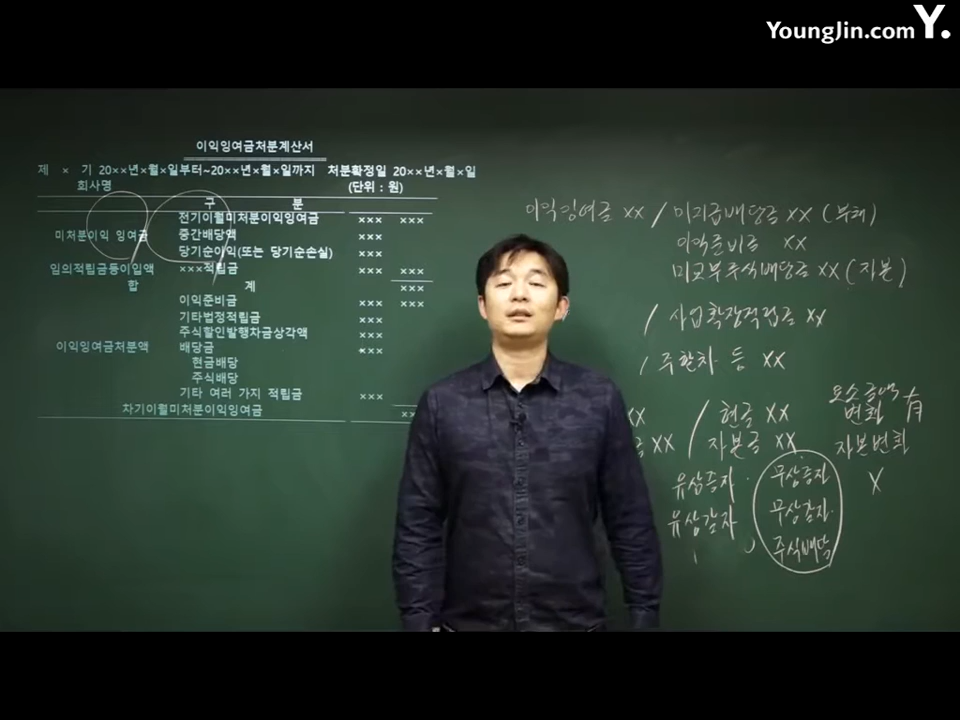 YoungJin.com Y.
이익잉여금처분계산서
제 × 기 20××년×월×일부터~20××년×월×일까지 처분확정일 20××년×월×일
회사명 (단위 : 원)
구 분
전기이월미처분이익잉여금 ××× ×××
미처분이익 잉여금 중간배당액 ×××
당기순이익(또는 당기순손실) ×××
임의적립금등이입액 ×××적립금 ××× ×××
합 계 ×××
이익준비금 ××× ×××
기타법정적립금 ×××
주식할인발행차금상각액 ×××
이익잉여금처분액 배당금 ×××
현금배당
주식배당
기타 여러 가지 적립금 ×××
차기이월미처분이익잉여금 ××
이익잉여금 xx / 미지급배당금 xx (부채)
이익준비금 xx
미교부주식배당금 xx (자본)
/ 사업확장적립금 xx
/ 주할차 등 xx
/ 현금 xx
금 xx / 자본금 xx
요소금액
변화 有
자본변화
X
유상증자 무상증자
유상감자 무상감자
주식배당